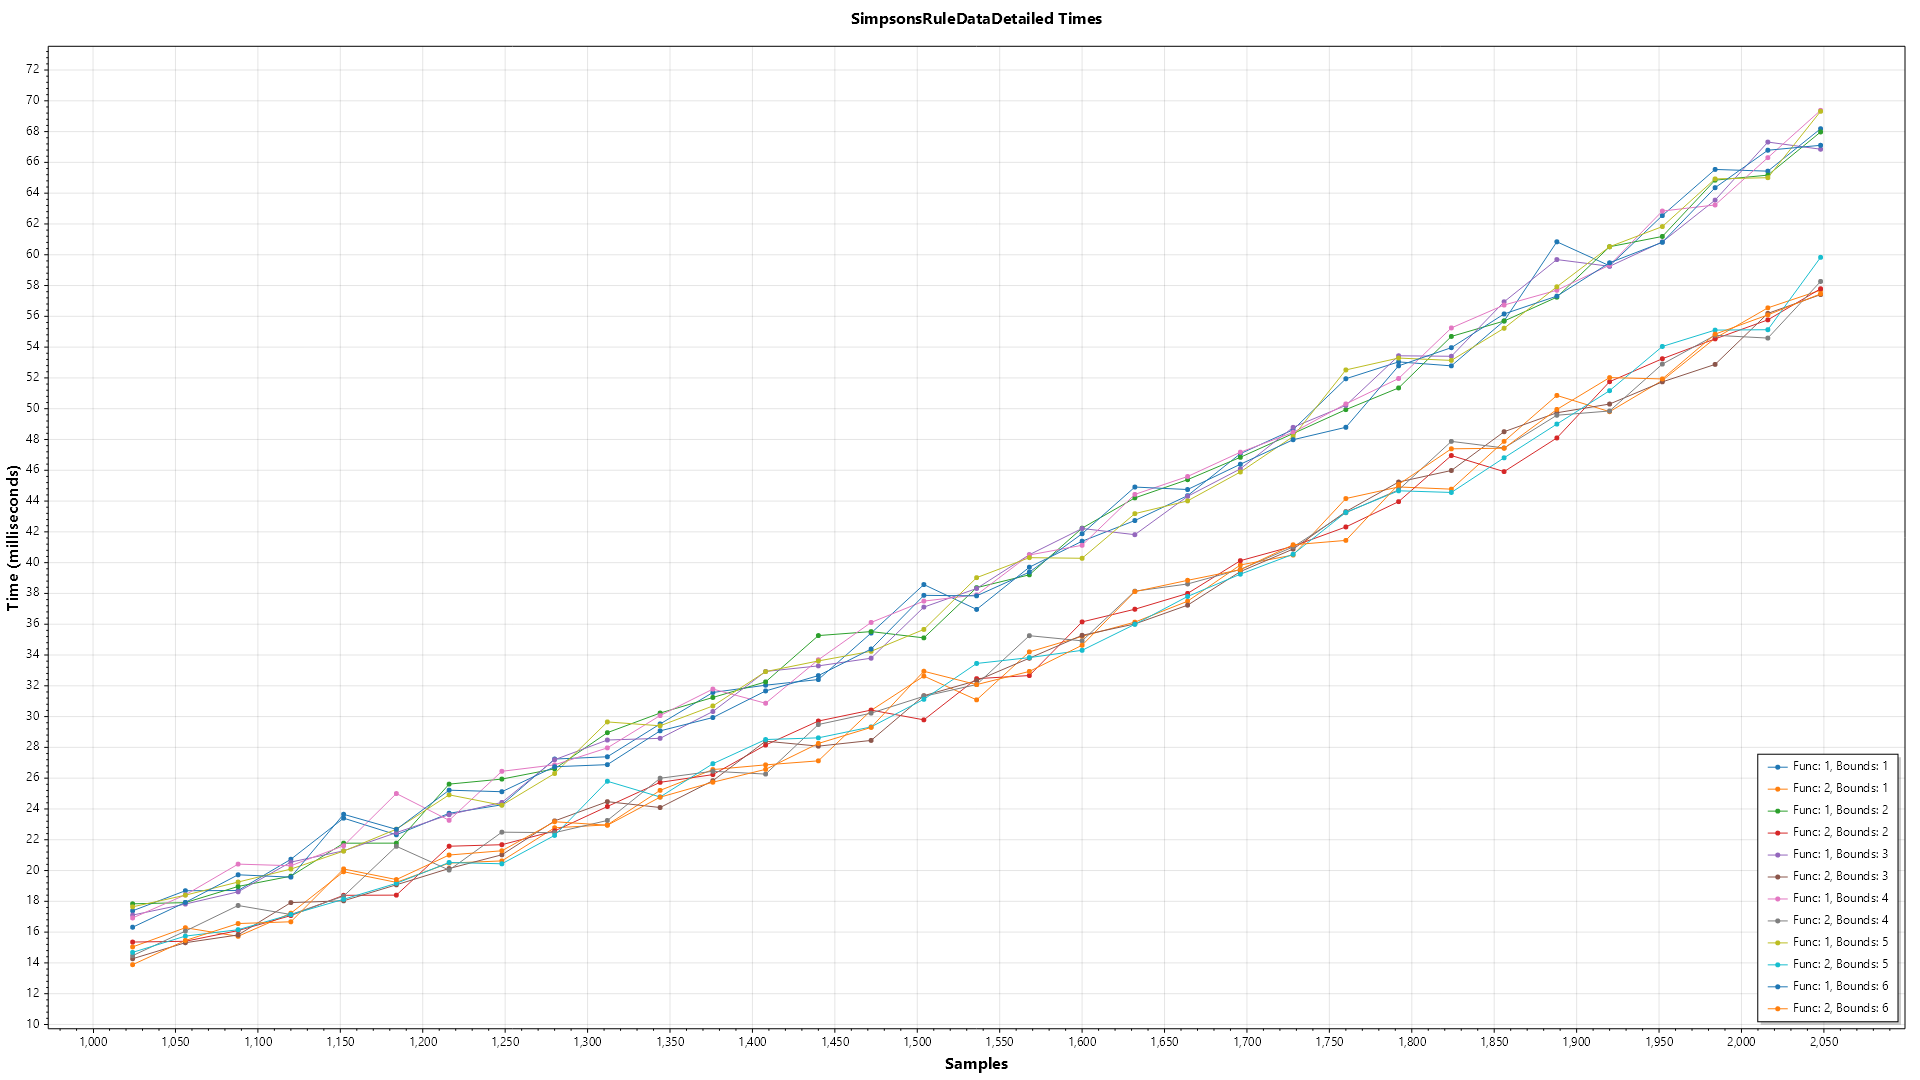 SimpsonsRuleDataDetailed Times
72
70
68
66
64
62
60
58
56
54
52
50
48
46
44
42
40
38
36
34
32
30
28
26
24
22
20
18
16
14
12
10
Time (milliseconds)
Func: 1, Bounds: 1
Func: 2, Bounds: 1
Func: 1, Bounds: 2
Func: 2, Bounds: 2
Func: 1, Bounds: 3
Func: 2, Bounds: 3
Func: 1, Bounds: 4
Func: 2, Bounds: 4
Func: 1, Bounds: 5
Func: 2, Bounds: 5
Func: 1, Bounds: 6
Func: 2, Bounds: 6
1,000 1,050 1,100 1,150 1,200 1,250 1,300 1,350 1,400 1,450 1,500 1,550 1,600 1,650 1,700 1,750 1,800 1,850 1,900 1,950 2,000 2,050
Samples